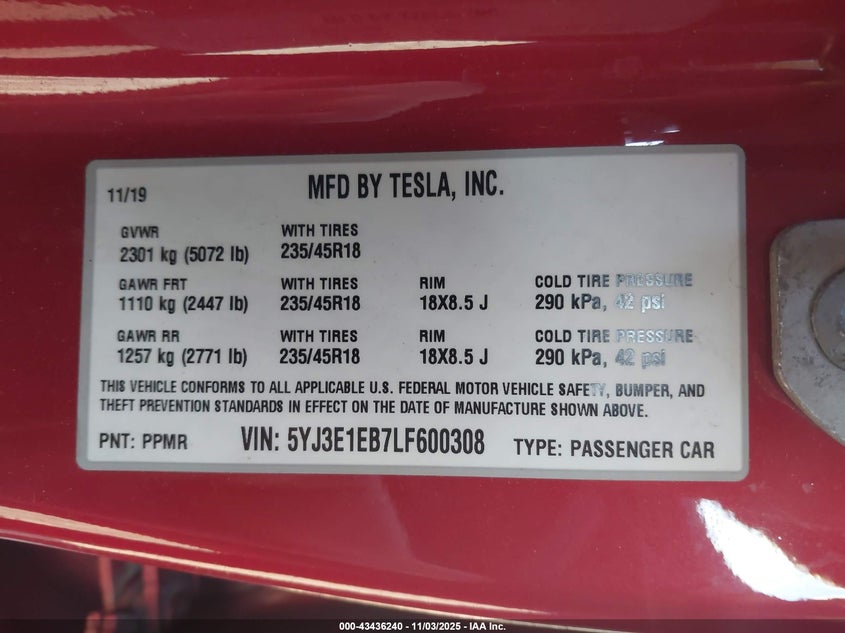 11/19 MFD BY TESLA, INC.
GVWR WITH TIRES
2301 kg (5072 lb) 235/45R18
GAWR FRT WITH TIRES RIM COLD TIRE PRESSURE
1110 kg (2447 lb) 235/45R18 18X8.5 J 290 kPa, 42 psi
GAWR RR WITH TIRES RIM COLD TIRE PRESSURE
1257 kg (2771 lb) 235/45R18 18X8.5 J 290 kPa, 42 psi
THIS VEHICLE CONFORMS TO ALL APPLICABLE U.S. FEDERAL MOTOR VEHICLE SAFETY, BUMPER, AND
THEFT PREVENTION STANDARDS IN EFFECT ON THE DATE OF MANUFACTURE SHOWN ABOVE.
PNT: PPMR VIN: 5YJ3E1EB7LF600308 TYPE: PASSENGER CAR
000-43436240 - 11/03/2025 - IAA Inc.